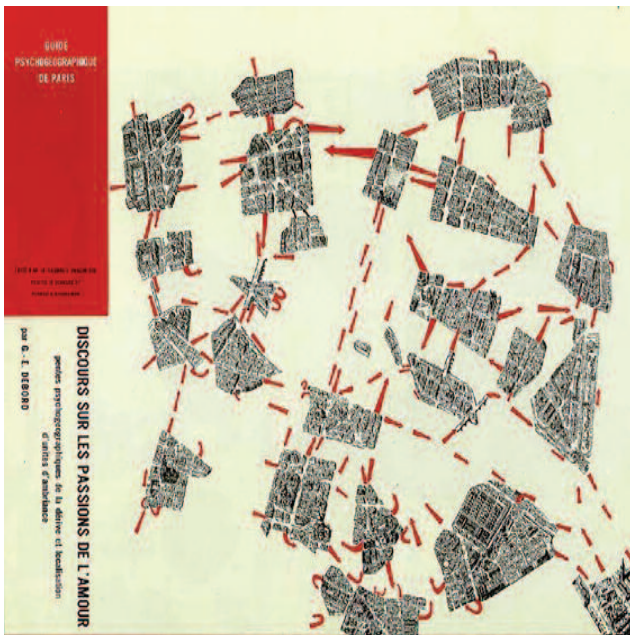 GUIDE
PSYCHOGEOGRAPHIQUE
DE PARIS
DISCOURS SUR LES PASSIONS DE L'AMOUR
pentes psychogeographiques de la dérive et localisation
d'unités d'ambiance
par G.-E. DEBORD